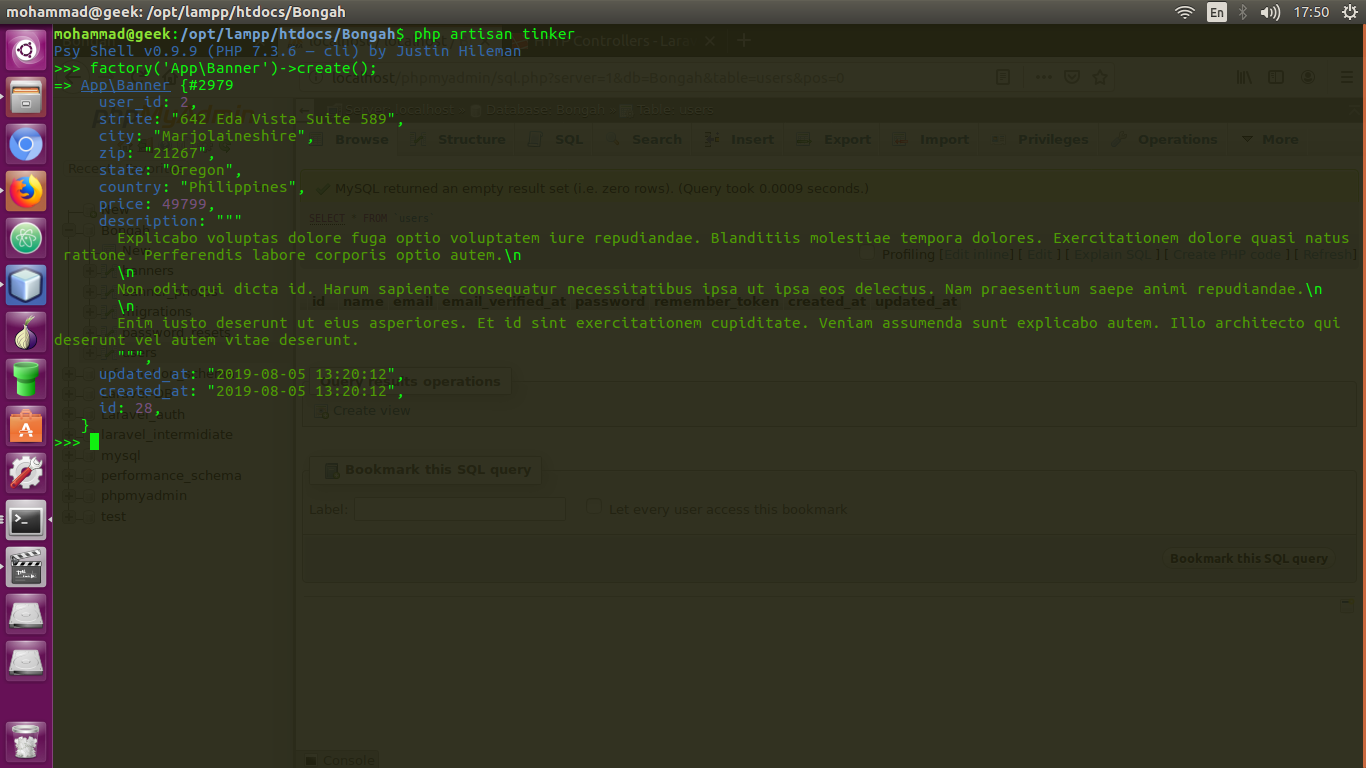 mohammad@geek: /opt/lampp/htdocs/Bongah
En
17:50
mohammad@geek:/opt/lampp/htdocs/Bongah$ php artisan tinker
Psy Shell v0.9.9 (PHP 7.3.6 — cli) by Justin Hileman
>>> factory('App\Banner')->create();
=> App\Banner {#2979
user_id: 2,
strite: "642 Eda Vista Suite 589",
city: "Marjolaineshire",
zip: "21267",
state: "Oregon",
country: "Philippines",
price: 49799,
description: """
Explicabo voluptas dolore fuga optio voluptatem iure repudiandae. Blanditiis molestiae tempora dolores. Exercitationem dolore quasi natus
ratione. Perferendis labore corporis optio autem.\n
\n
Non odit qui dicta id. Harum sapiente consequatur necessitatibus ipsa ut ipsa eos delectus. Nam praesentium saepe animi repudiandae.\n
\n
Enim iusto deserunt ut eius asperiores. Et id sint exercitationem cupiditate. Veniam assumenda sunt explicabo autem. Illo architecto qui
deserunt vel autem vitae deserunt.
""",
updated_at: "2019-08-05 13:20:12",
created_at: "2019-08-05 13:20:12",
id: 28,
}
>>>
HTTP Controllers - Lara
localhost/phpmyadmin/sql.php?server=1&db=Bongah&table=users&pos=0
Server: localhost
Database: Bongah
Table: users
Browse
Structure
SQL
Search
Insert
Export
Import
Privileges
Operations
More
MySQL returned an empty result set (i.e. zero rows). (Query took 0.0009 seconds.)
SELECT * FROM users
Profiling [Edit inline] [ Edit ] [ Explain SQL ] [ Create PHP code ] [ Refresh]
id name email email_verified_at password remember_token created_at updated_at
Query results operations
Create view
Bookmark this SQL query
Label:
Let every user access this bookmark
Bookmark this SQL query
Console
laravel_auth
laravel_intermidiate
mysql
performance_schema
phpmyadmin
test